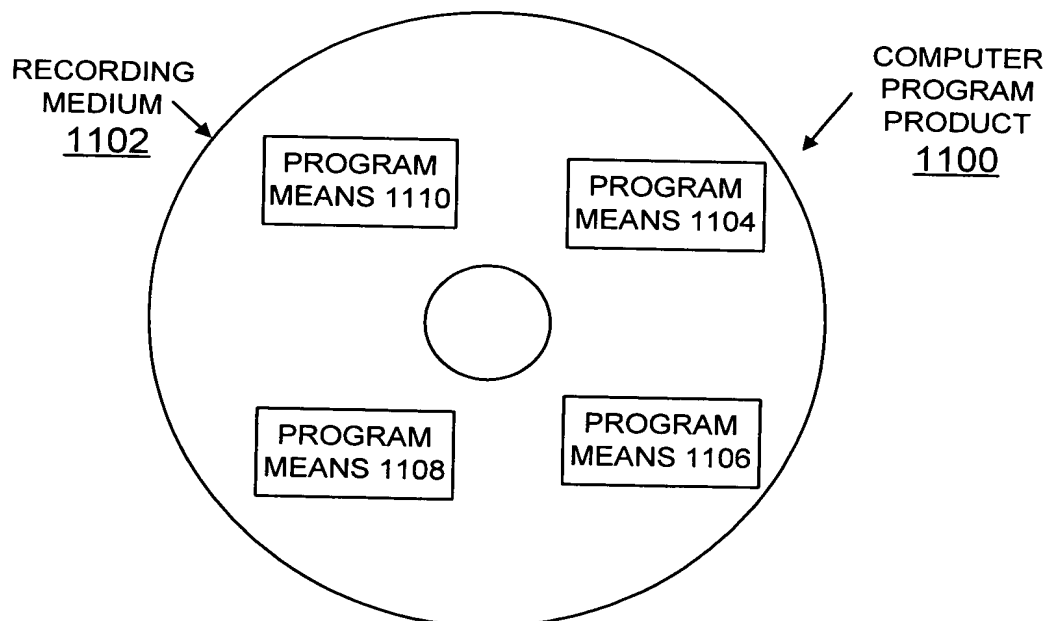 RECORDING
MEDIUM
1102
COMPUTER
PROGRAM
PRODUCT
1100
PROGRAM
MEANS 1110
PROGRAM
MEANS 1104
PROGRAM
MEANS 1108
PROGRAM
MEANS 1106